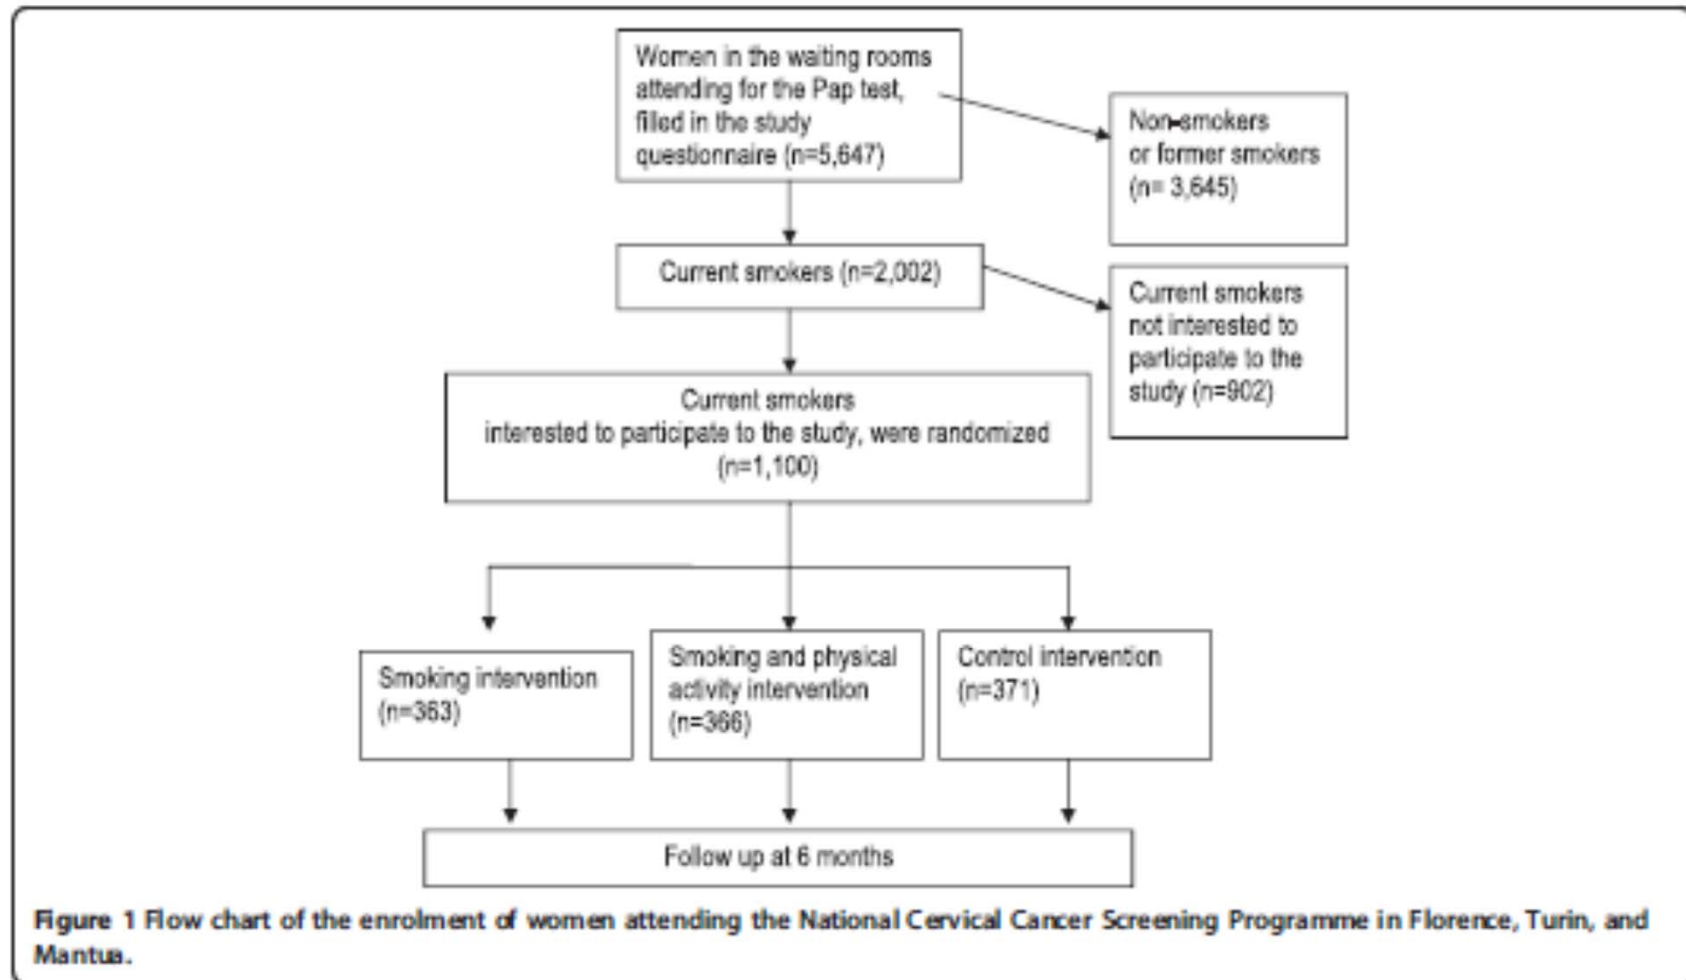 Women in the waiting rooms
attending for the Pap test,
filled in the study
questionnaire (n=5,647)
Non-smokers
or former smokers
(n= 3,645)
Current smokers (n=2,002)
Current smokers
not interested to
participate to the
study (n=902)
Current smokers
interested to participate to the study, were randomized
(n=1,100)
Smoking intervention
(n=363)
Smoking and physical
activity intervention
(n=366)
Control intervention
(n=371)
Follow up at 6 months
Figure 1 Flow chart of the enrolment of women attending the National Cervical Cancer Screening Programme in Florence, Turin, and
Mantua.